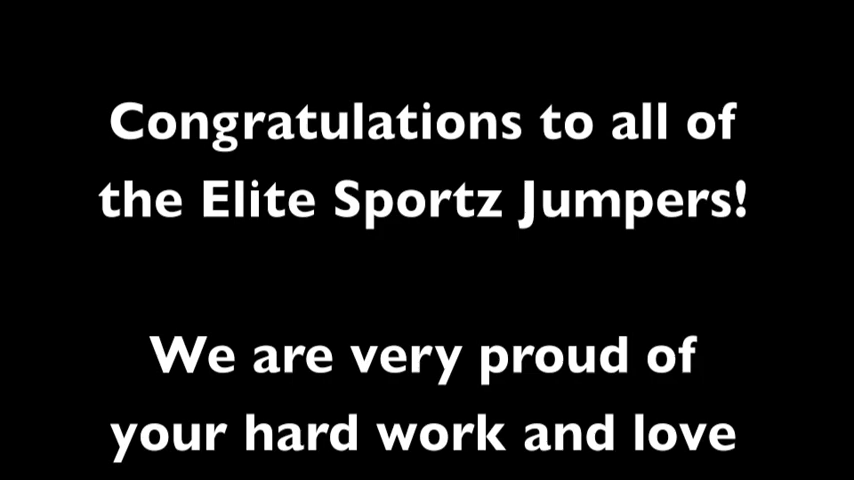 Congratulations to all of
the Elite Sportz Jumpers!
We are very proud of
your hard work and love